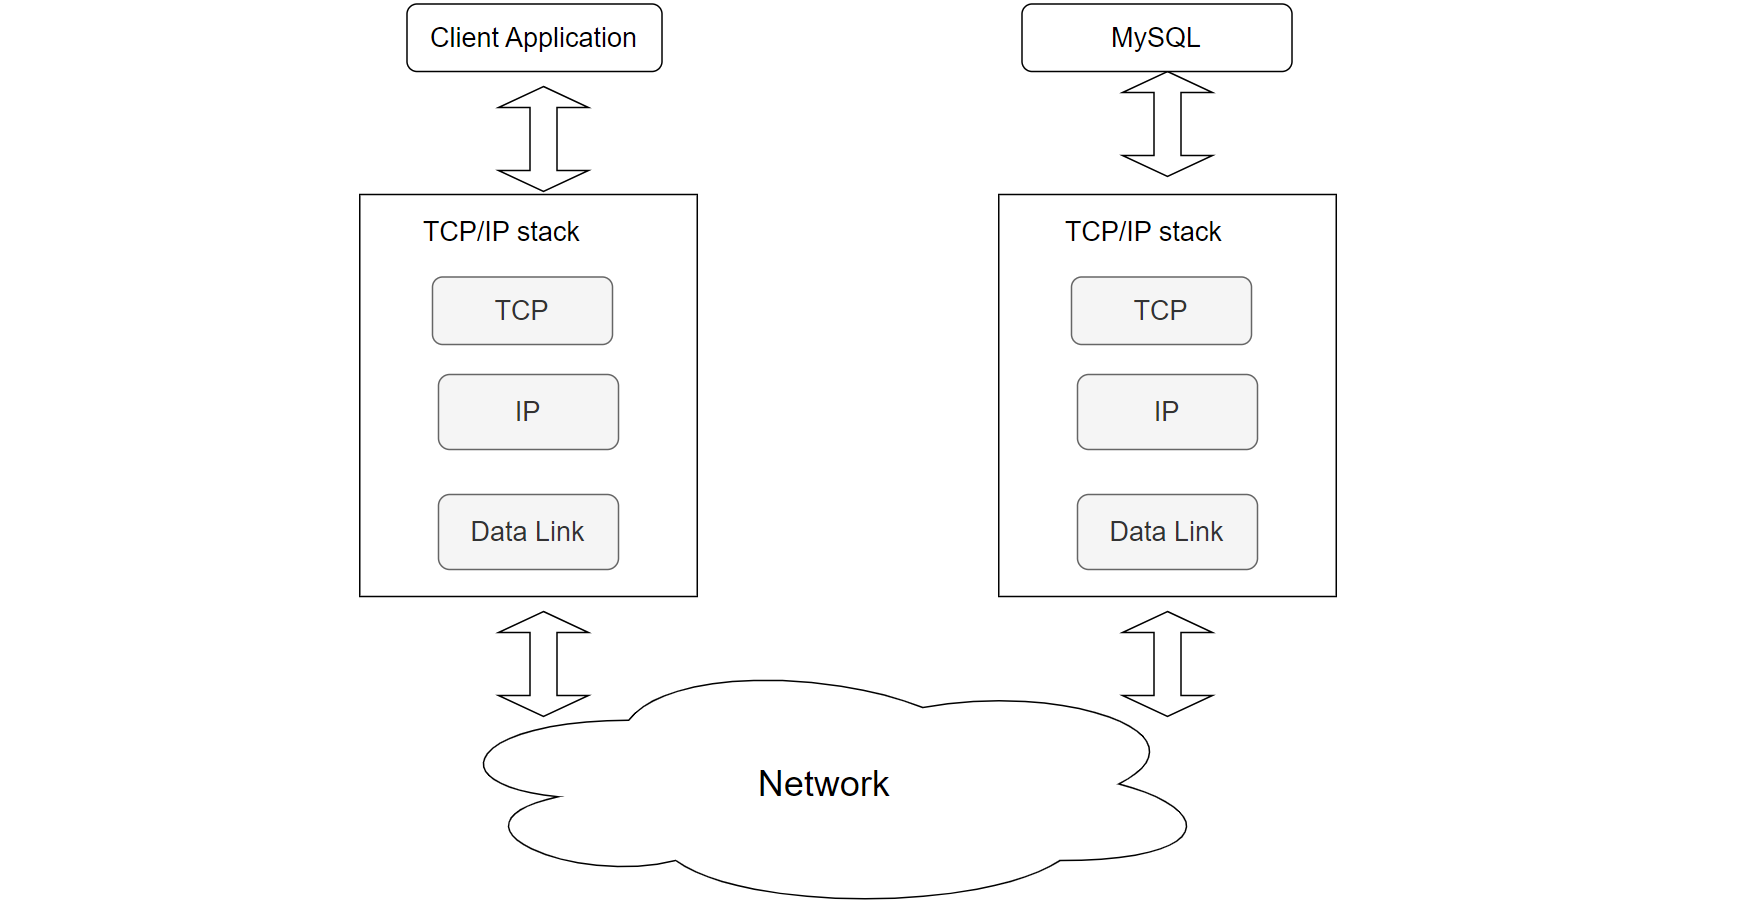 Client Application
MySQL
TCP/IP stack
TCP/IP stack
TCP
TCP
IP
IP
Data Link
Data Link
Network